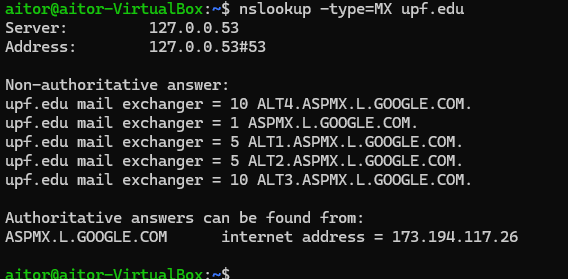 aitor@aitor-VirtualBox:~$ nslookup -type=MX upf.edu
Server:         127.0.0.53
Address:        127.0.0.53#53

Non-authoritative answer:
upf.edu mail exchanger = 10 ALT4.ASPMX.L.GOOGLE.COM.
upf.edu mail exchanger = 1 ASPMX.L.GOOGLE.COM.
upf.edu mail exchanger = 5 ALT1.ASPMX.L.GOOGLE.COM.
upf.edu mail exchanger = 5 ALT2.ASPMX.L.GOOGLE.COM.
upf.edu mail exchanger = 10 ALT3.ASPMX.L.GOOGLE.COM.

Authoritative answers can be found from:
ASPMX.L.GOOGLE.COM      internet address = 173.194.117.26

aitor@aitor-VirtualBox:~$